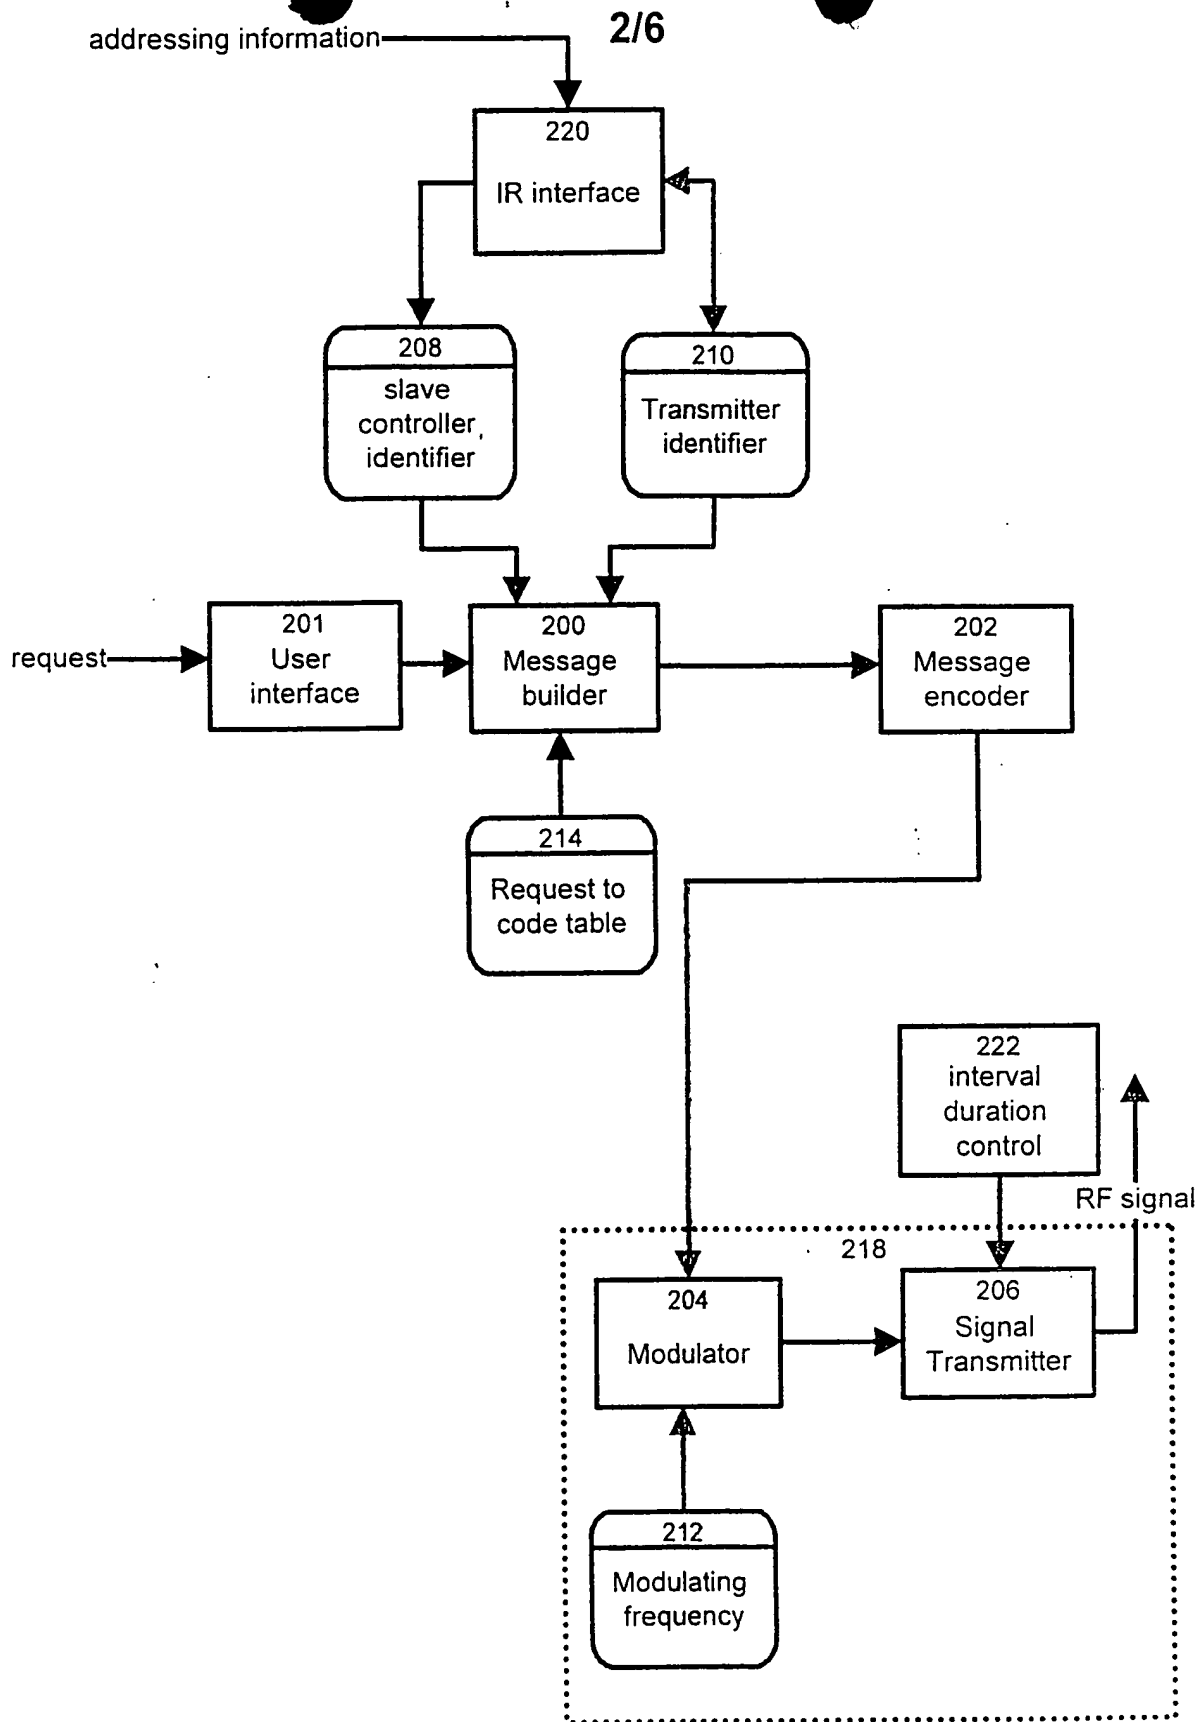 2/6
addressing information
220
IR interface
208
slave
controller,
identifier
210
Transmitter
identifier
request
201
User
interface
200
Message
builder
202
Message
encoder
214
Request to
code table
222
interval
duration
control
RF signal
218
204
Modulator
206
Signal
Transmitter
212
Modulating
frequency